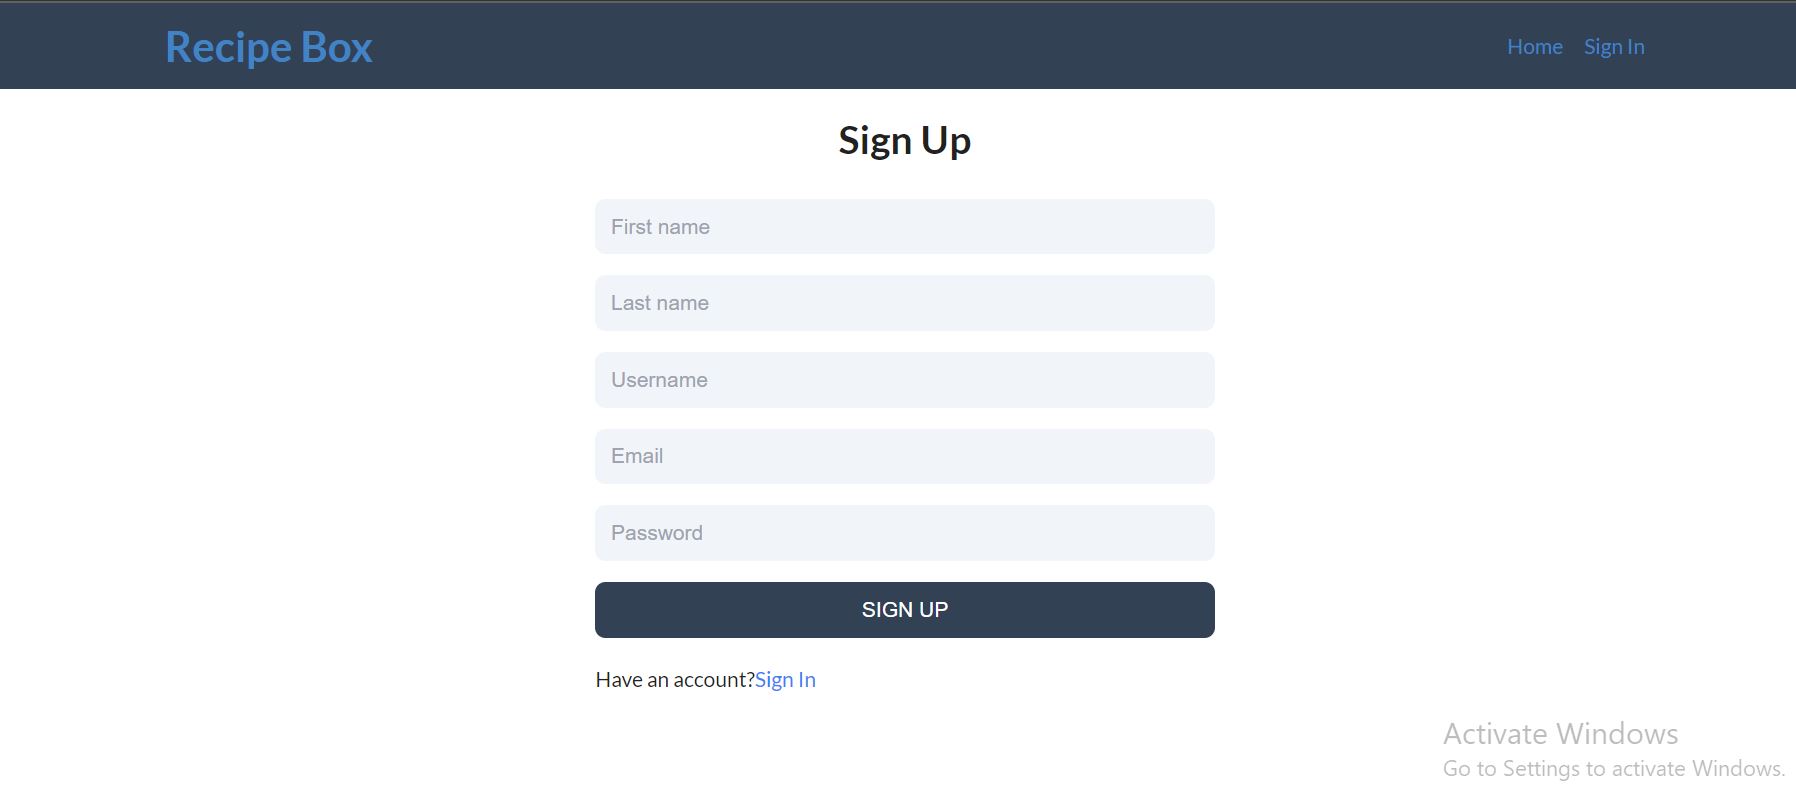 Recipe Box
Home Sign In
Sign Up
First name
Last name
Username
Email
Password
SIGN UP
Have an account?Sign In
Activate Windows
Go to Settings to activate Windows.